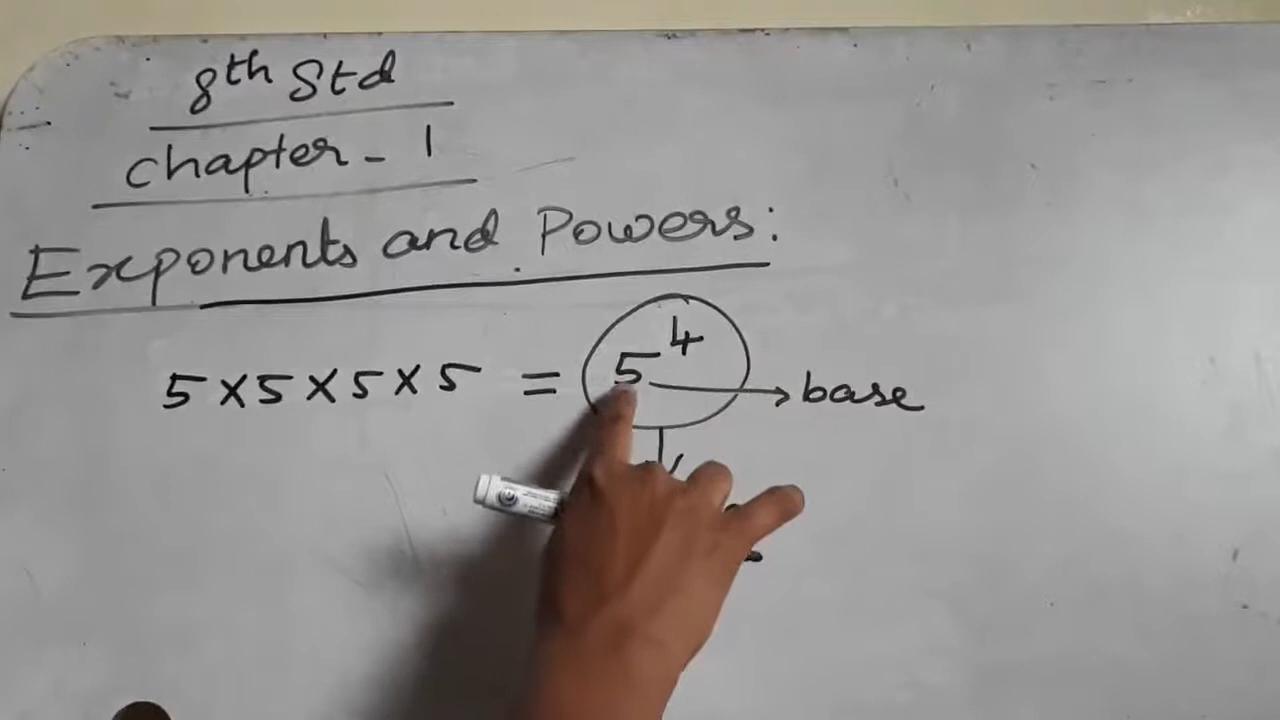 8th Std
chapter - 1
Exponents and Powers:
5 × 5 × 5 × 5 = 5⁴ → base